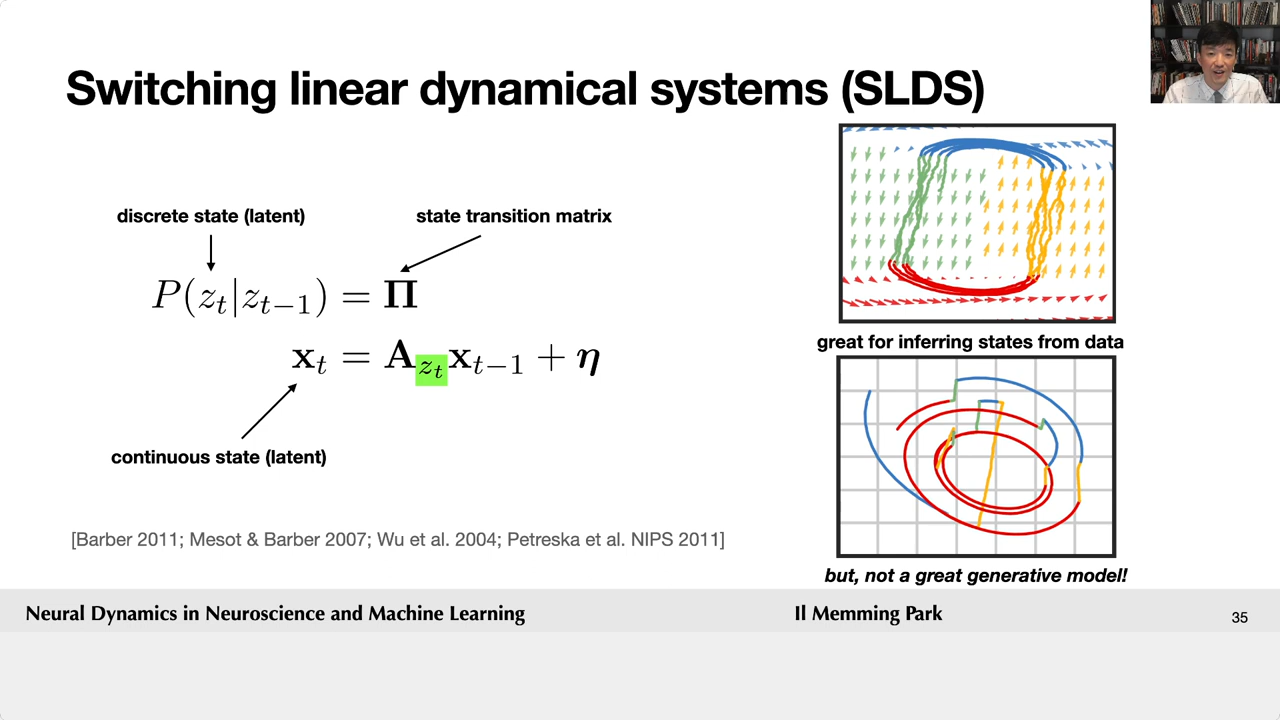 Switching linear dynamical systems (SLDS)
discrete state (latent)
state transition matrix
P(z_t|z_{t−1}) = Π
x_t = A_{z_t} x_{t−1} + η
continuous state (latent)
great for inferring states from data
but, not a great generative model!
[Barber 2011; Mesot & Barber 2007; Wu et al. 2004; Petreska et al. NIPS 2011]
Neural Dynamics in Neuroscience and Machine Learning
Il Memming Park
35